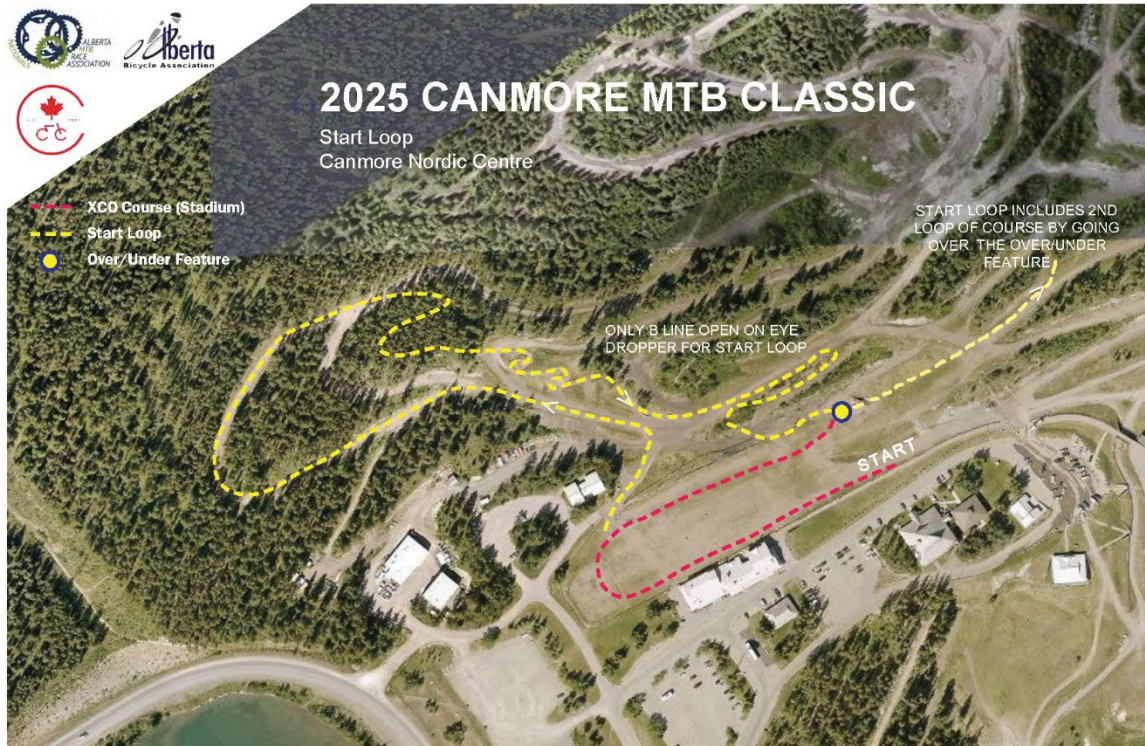 NATIONALS
ALBERTA
MTB
RACE
ASSOCIATION
Alberta
Bicycle Association
2025 CANMORE MTB CLASSIC
Start Loop
Canmore Nordic Centre
XCO Course (Stadium)
Start Loop
Over/Under Feature
START LOOP INCLUDES 2ND
LOOP OF COURSE BY GOING
OVER THE OVER/UNDER
FEATURE
ONLY B LINE OPEN ON EYE
DROPPER FOR START LOOP
START